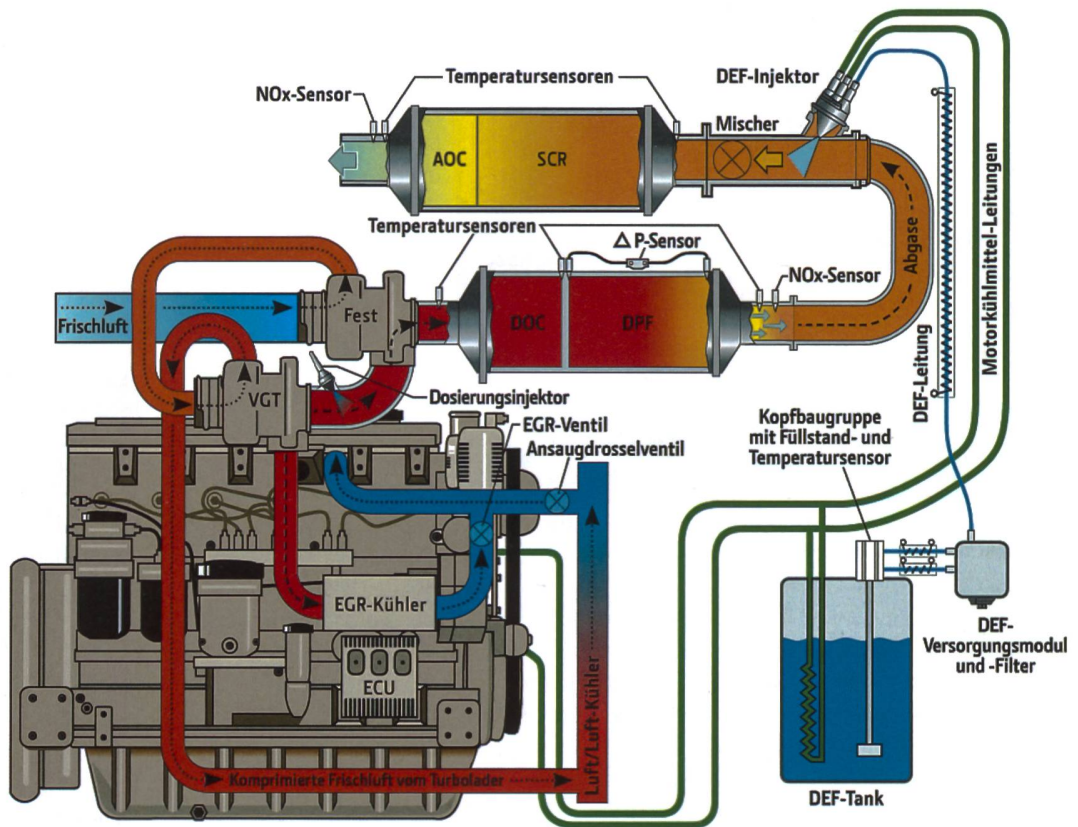 Temperatursensoren
DEF-Injektor
NOx-Sensor
Mischer
AOC
SCR
Temperatursensoren
△ P-Sensor
NOx-Sensor
Abgase
Motorkühlmittel-Leitungen
DEF-Leitung
Frischluft
Fest
DOC
DPF
VGT
Dosierungsinjektor
EGR-Ventil
Ansaugdrosselventil
Kopfbaugruppe
mit Füllstand- und
Temperatursensor
EGR-Kühler
ECU
Luft/Luft-Kühler
DEF-
Versorgungsmodul
und -Filter
Komprimierte Frischluft vom Turbolader
DEF-Tank